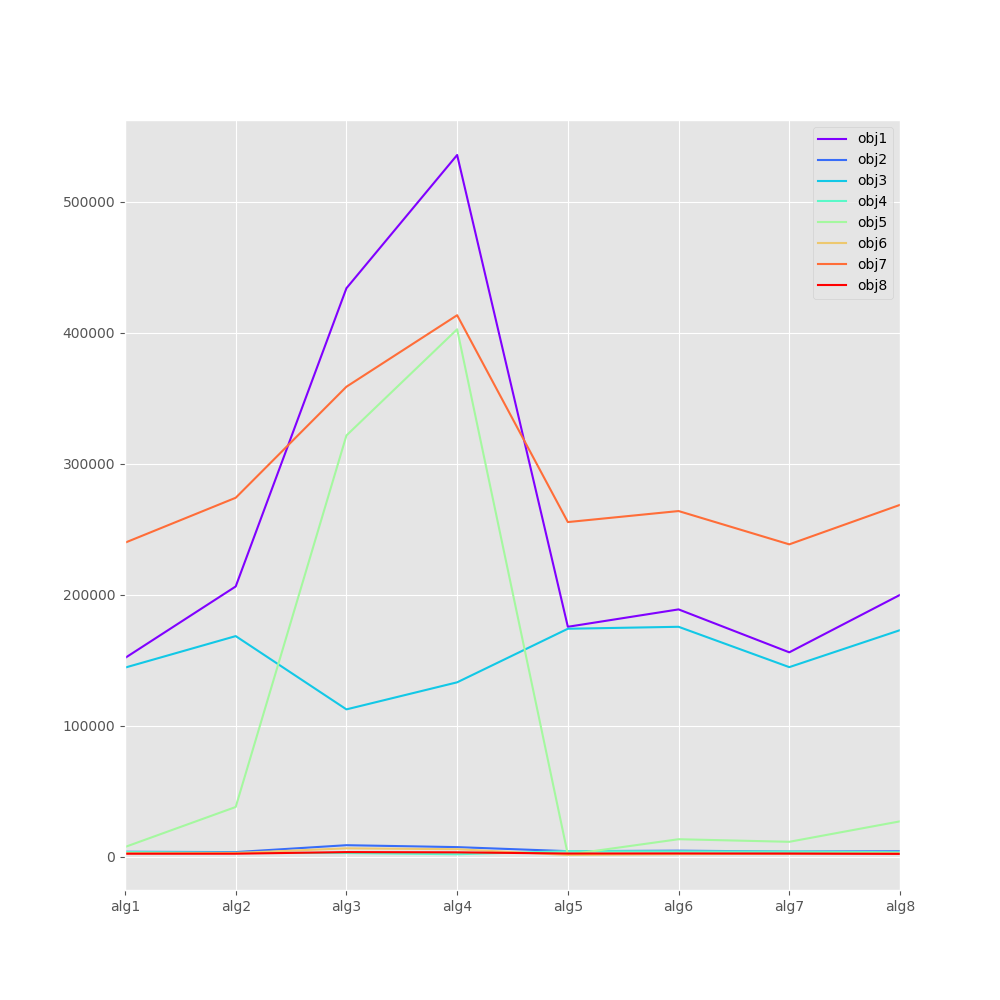 obj1
obj2
obj3
obj4
obj5
obj6
obj7
obj8
500000
400000
300000
200000
100000
0
alg1 alg2 alg3 alg4 alg5 alg6 alg7 alg8